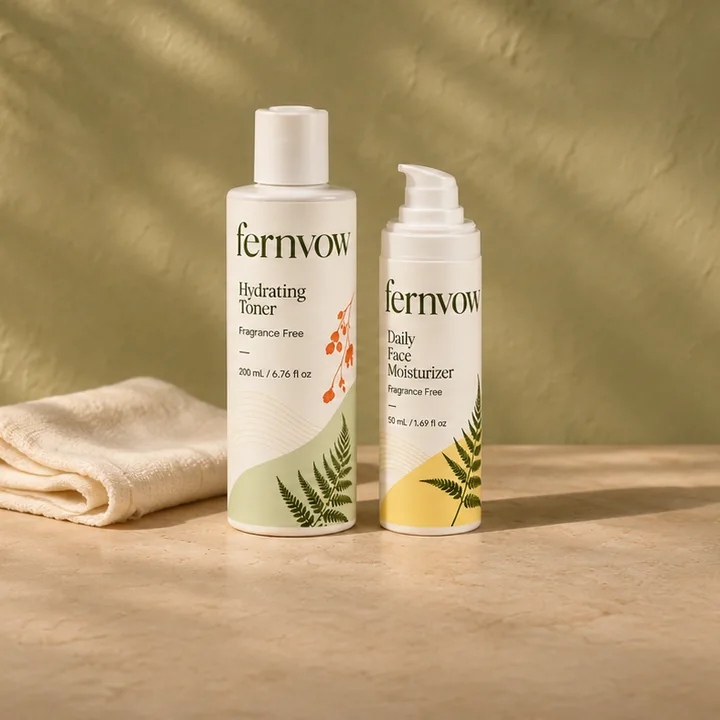 fernvow
Hydrating
Toner
Fragrance Free
200 mL / 6.76 fl oz
fernvow
Daily
Face
Moisturizer
Fragrance Free
50 mL / 1.69 fl oz